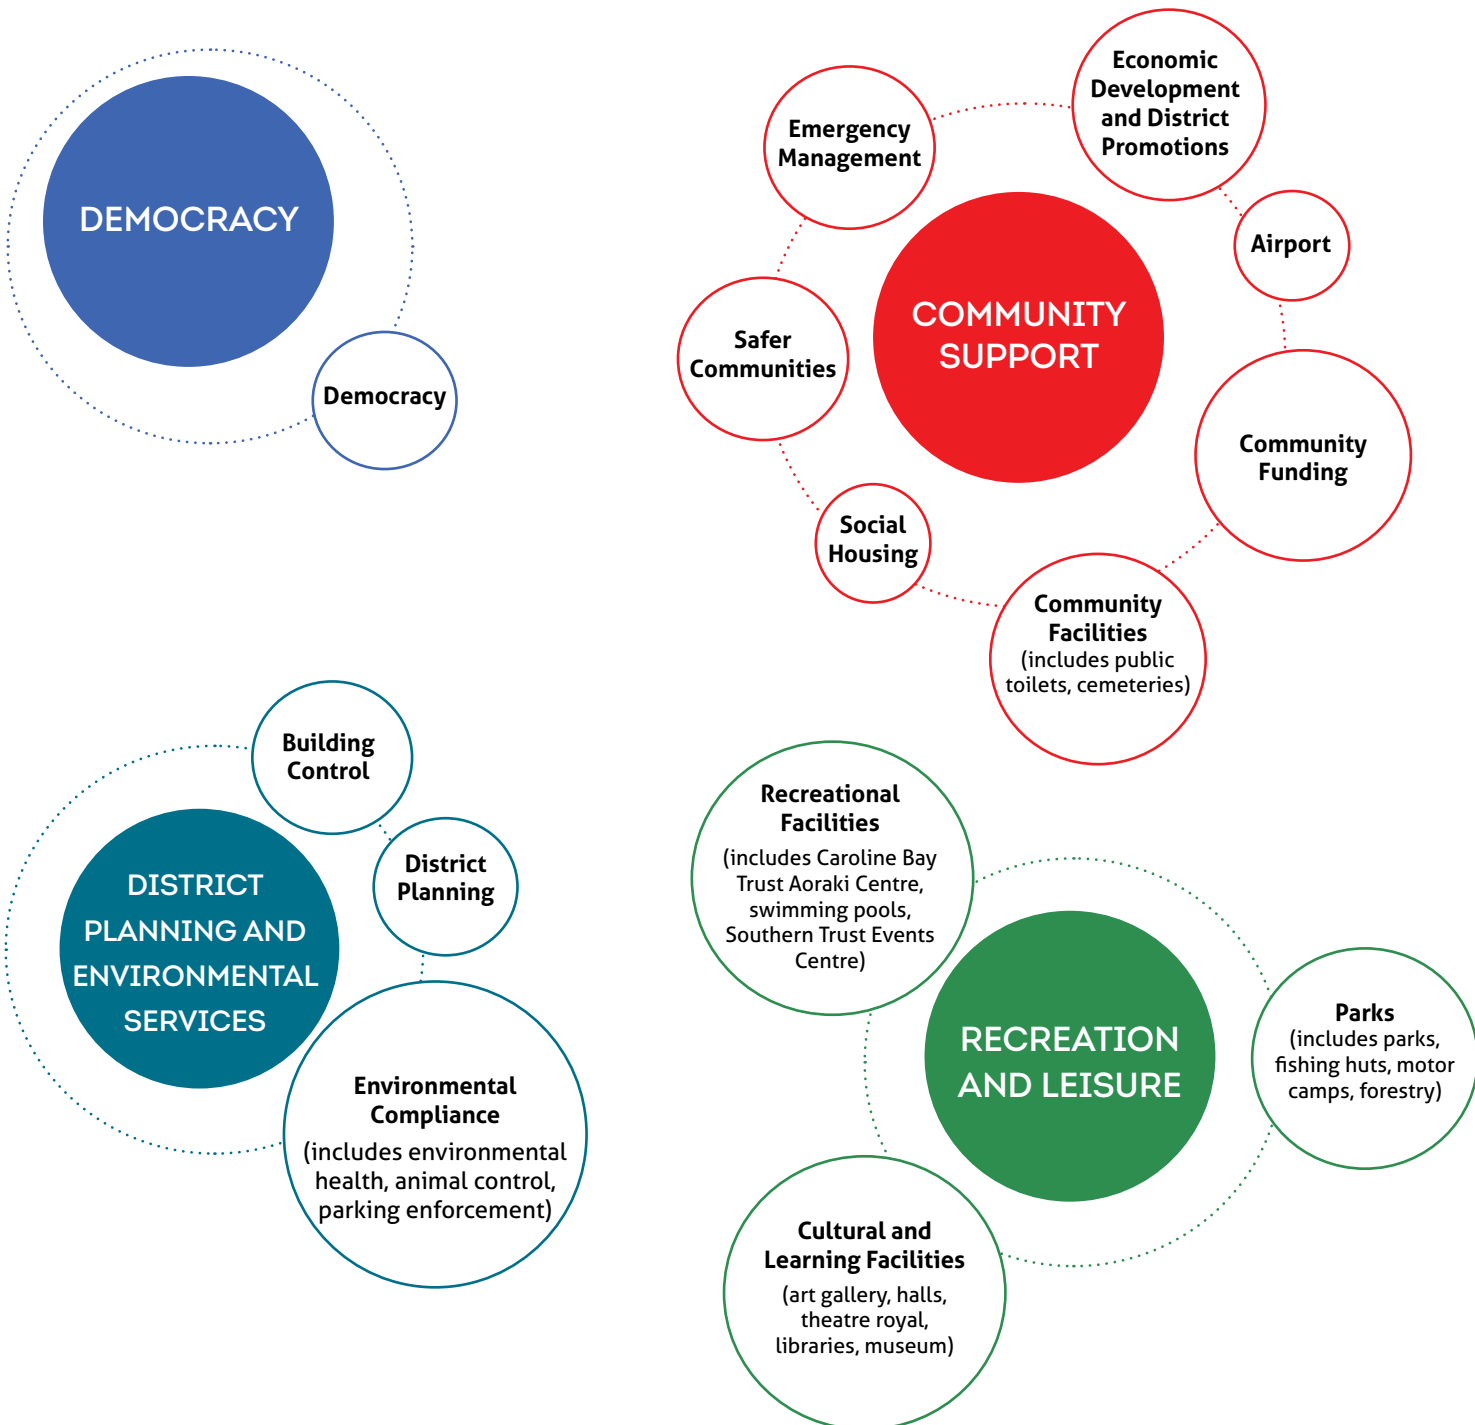 DEMOCRACY
Democracy
Economic
Development
and District
Promotions
Emergency
Management
Airport
COMMUNITY
SUPPORT
Safer
Communities
Community
Funding
Social
Housing
Community
Facilities
(includes public
toilets, cemeteries)
Building
Control
District
Planning
DISTRICT
PLANNING AND
ENVIRONMENTAL
SERVICES
Environmental
Compliance
(includes environmental
health, animal control,
parking enforcement)
Recreational
Facilities
(includes Caroline Bay
Trust Aoraki Centre,
swimming pools,
Southern Trust Events
Centre)
RECREATION
AND LEISURE
Parks
(includes parks,
fishing huts, motor
camps, forestry)
Cultural and
Learning Facilities
(art gallery, halls,
theatre royal,
libraries, museum)